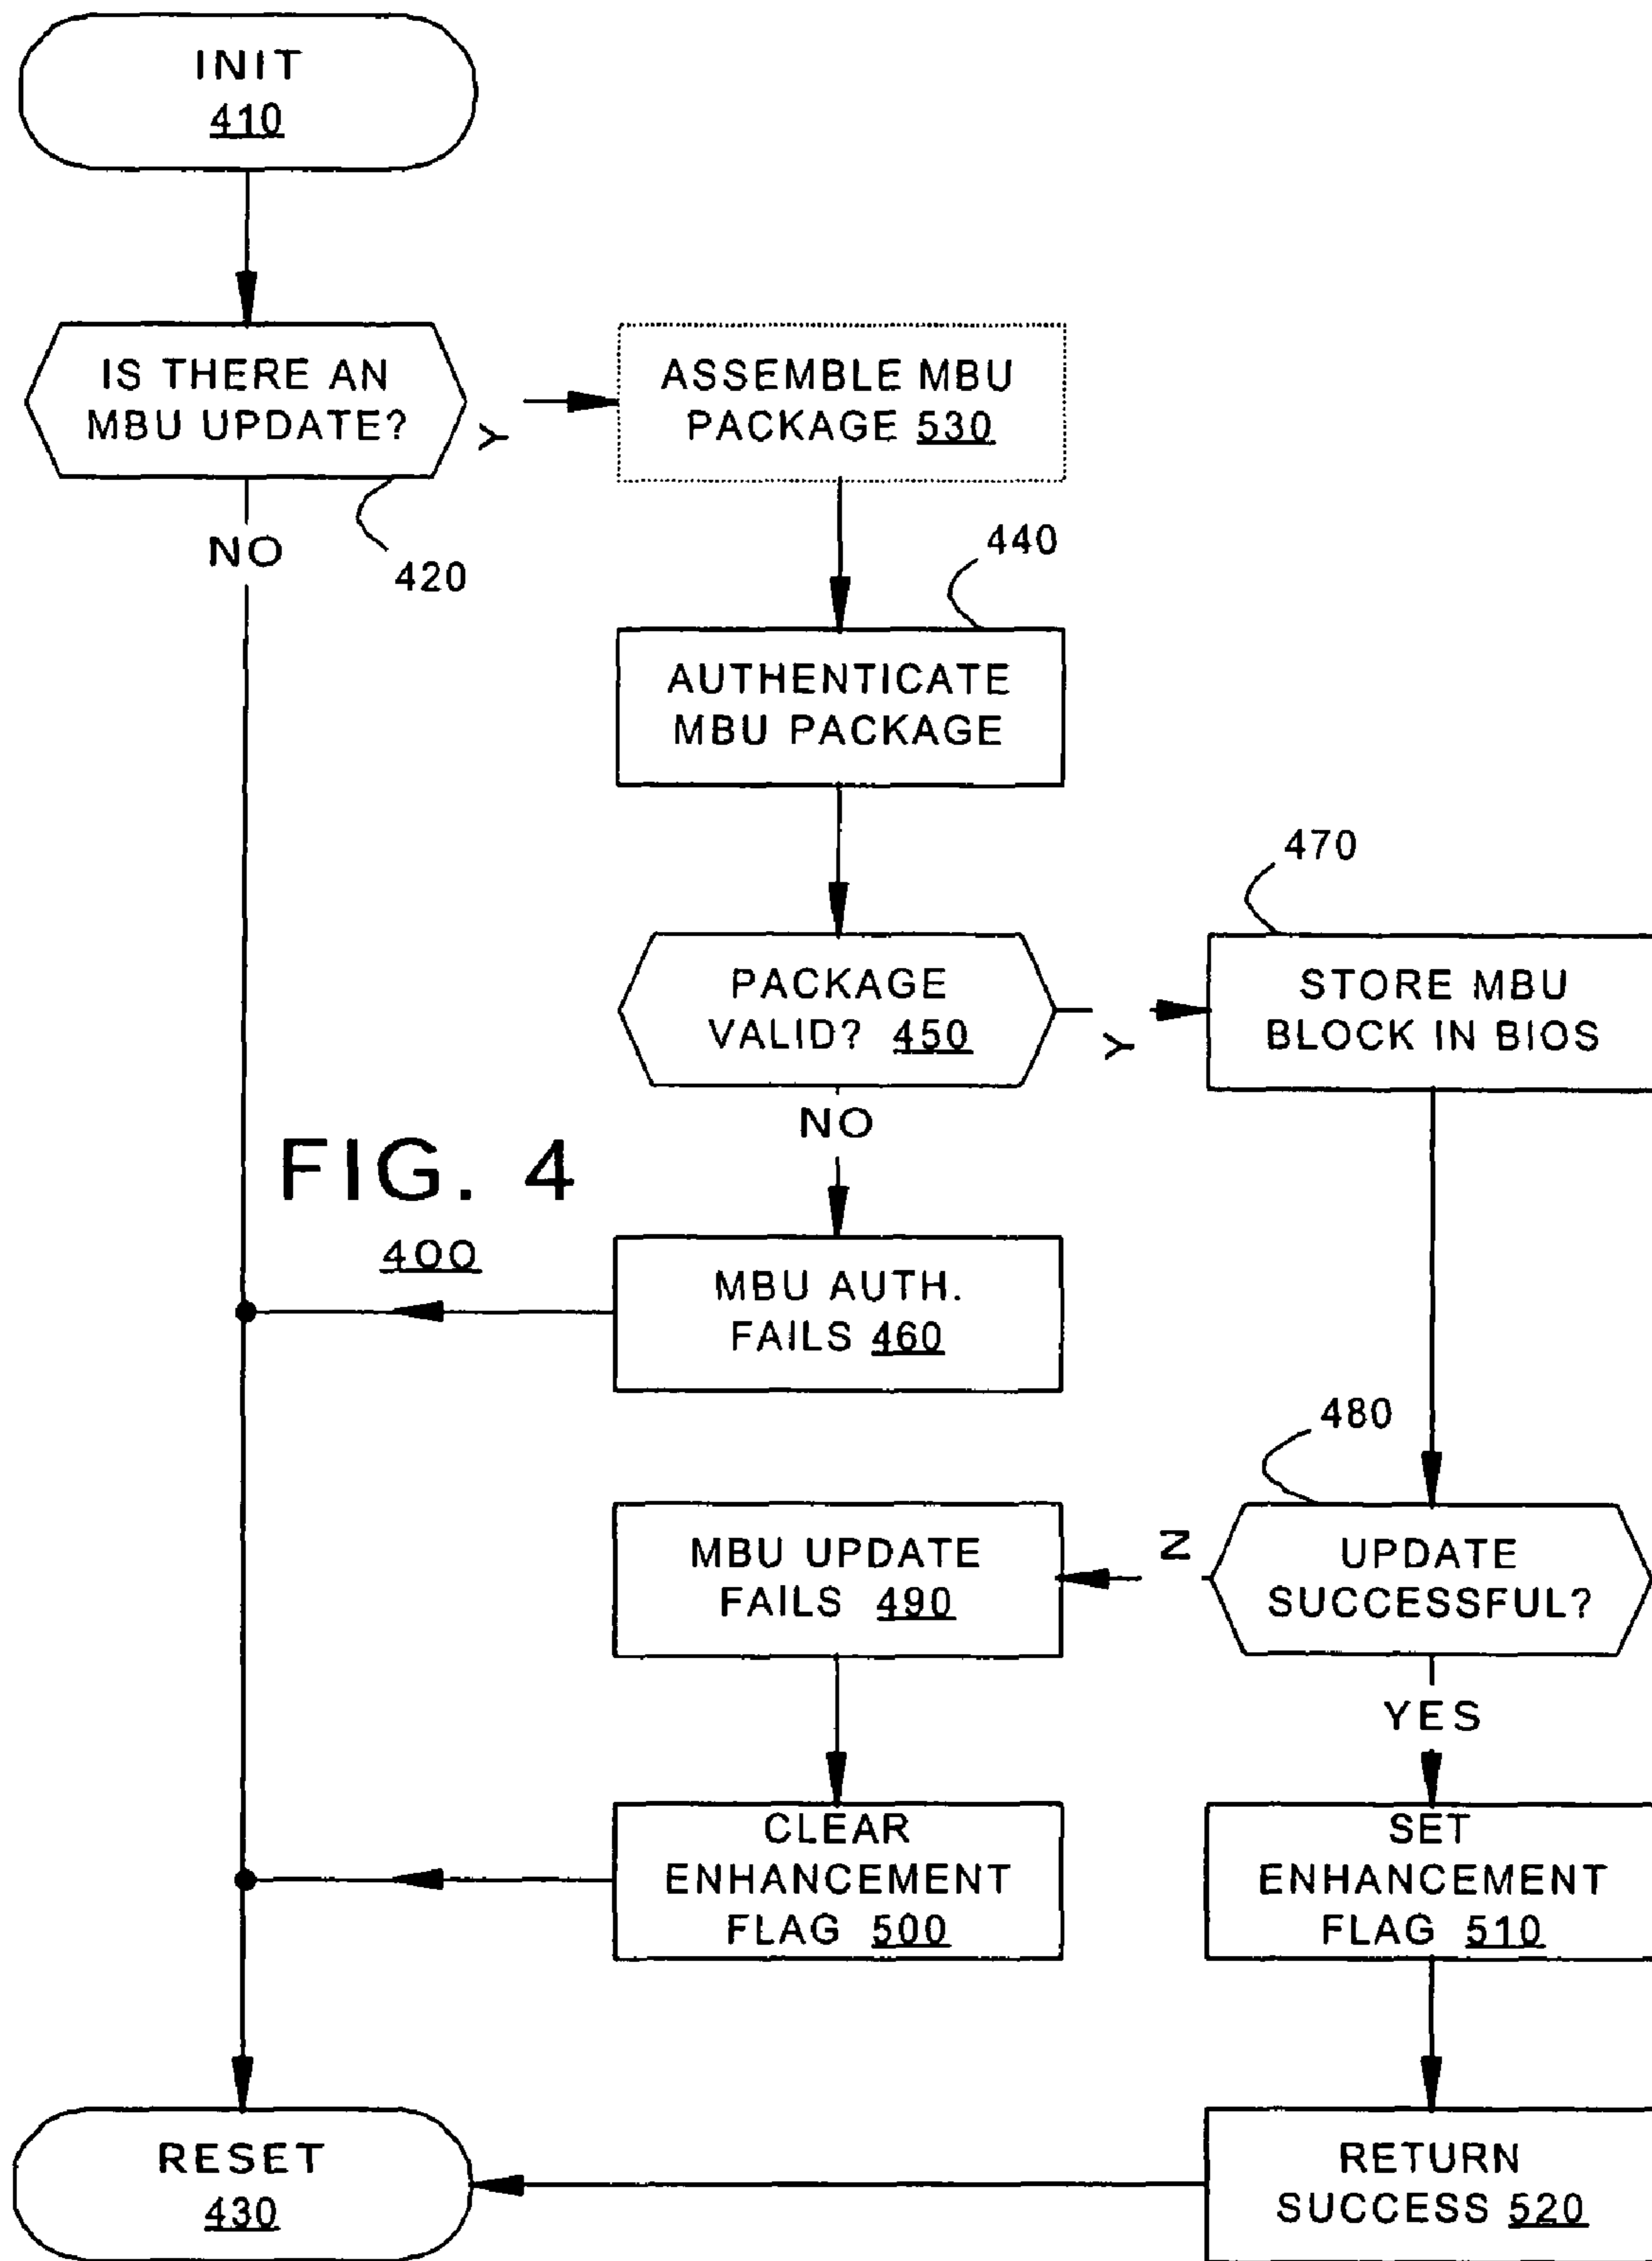 INIT
410
IS THERE AN
MBU UPDATE?
Y
ASSEMBLE MBU
PACKAGE 530
NO
420
440
AUTHENTICATE
MBU PACKAGE
470
PACKAGE
VALID? 450
Y
STORE MBU
BLOCK IN BIOS
NO
FIG. 4
400
MBU AUTH.
FAILS 460
480
MBU UPDATE
FAILS 490
N
UPDATE
SUCCESSFUL?
YES
CLEAR
ENHANCEMENT
FLAG 500
SET
ENHANCEMENT
FLAG 510
RESET
430
RETURN
SUCCESS 520